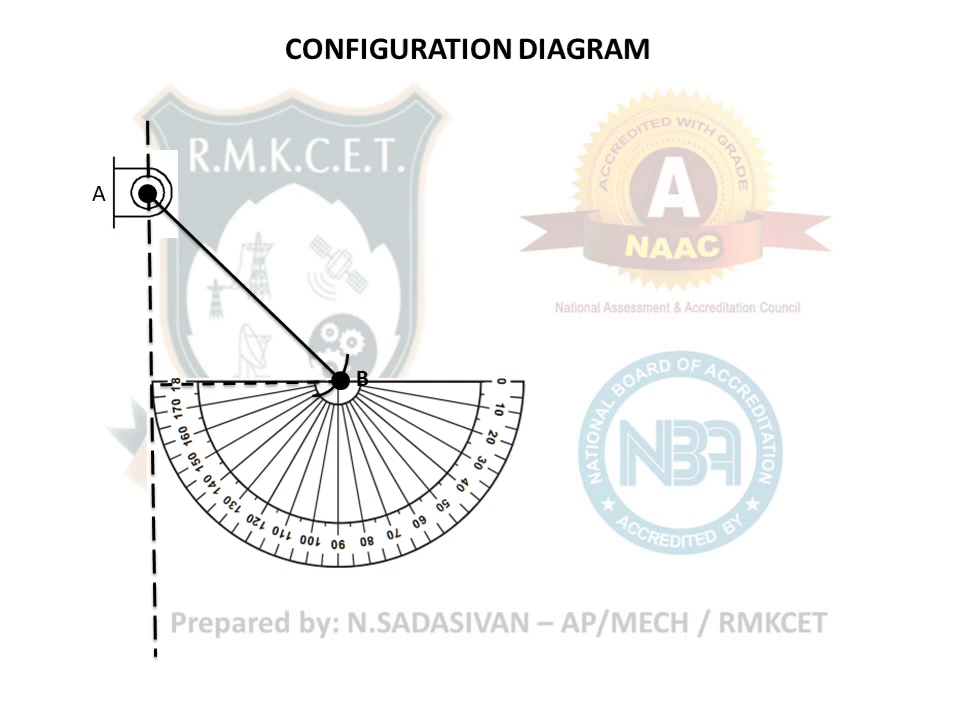 CONFIGURATION DIAGRAM
R.M.K.C.E.T.
ACCREDITED WITH GRADE
A
NAAC
National Assessment & Accreditation Council
A
B
18 170 160 150 140 130 120 110 100 90 80 70 60 50 40 30 20 10 0
NATIONAL BOARD OF ACCREDITATION
NBA
ACCREDITED BY
Prepared by: N.SADASIVAN – AP/MECH / RMKCET